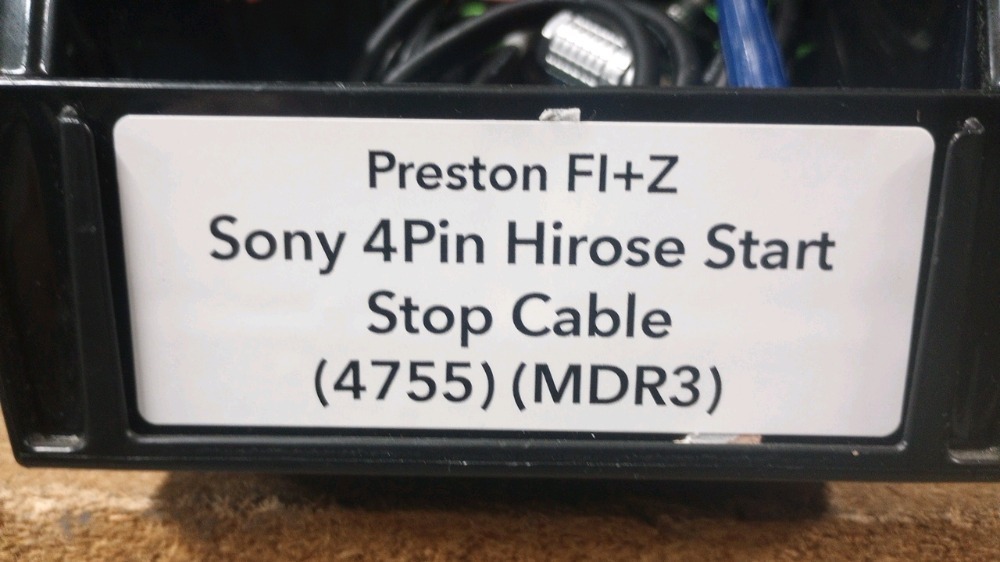 Preston FI+Z
Sony 4Pin Hirose Start
Stop Cable
(4755) (MDR3)